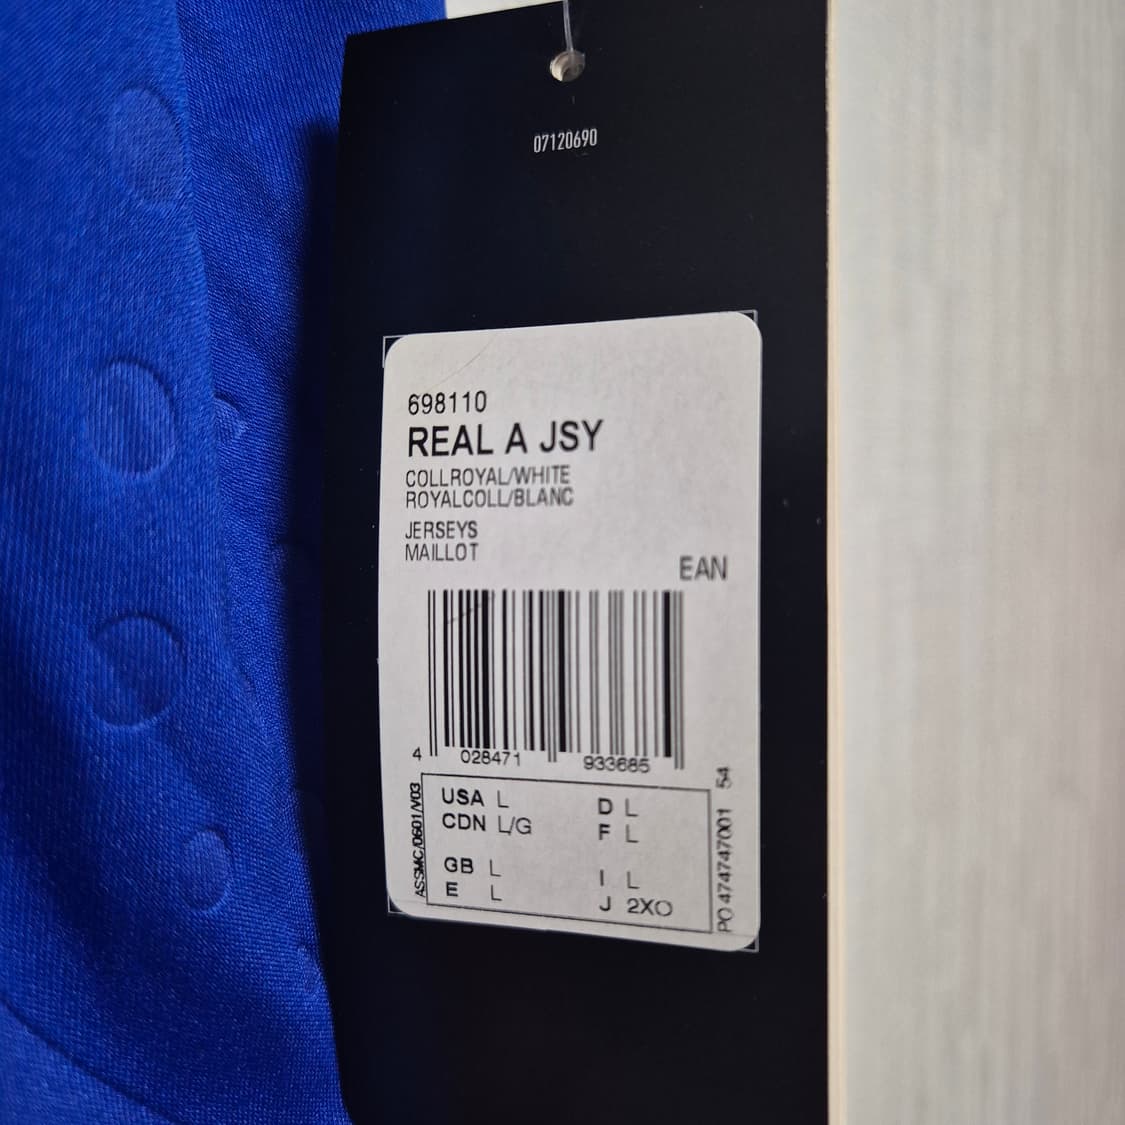 07120690
698110
REAL A JSY
COLLROYAL/WHITE
ROYALCOLL/BLANC
JERSEYS
MAILLOT
EAN
4 028471 933685
ASSMC/0601/V03
USA L
CDN L/G
GB L
E L
D L
F L
I L
J 2XO
PO 474747001 54